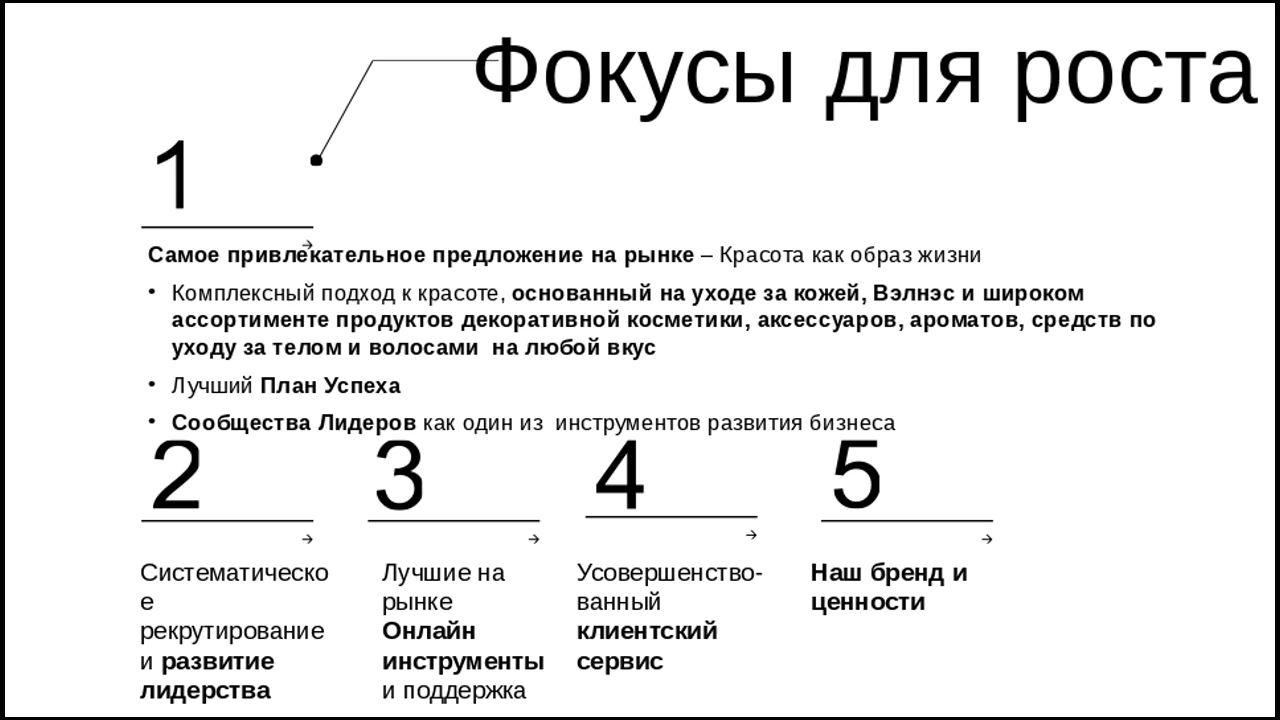 Фокусы для роста
1
Самое привлекательное предложение на рынке – Красота как образ жизни
• Комплексный подход к красоте, основанный на уходе за кожей, Вэлнэс и широком
ассортименте продуктов декоративной косметики, аксессуаров, ароматов, средств по
уходу за телом и волосами на любой вкус
• Лучший План Успеха
• Сообщества Лидеров как один из инструментов развития бизнеса
2
Систематическо
е
рекрутирование
и развитие
лидерства
3
Лучшие на
рынке
Онлайн
инструменты
и поддержка
4
Усовершенство-
ванный
клиентский
сервис
5
Наш бренд и
ценности